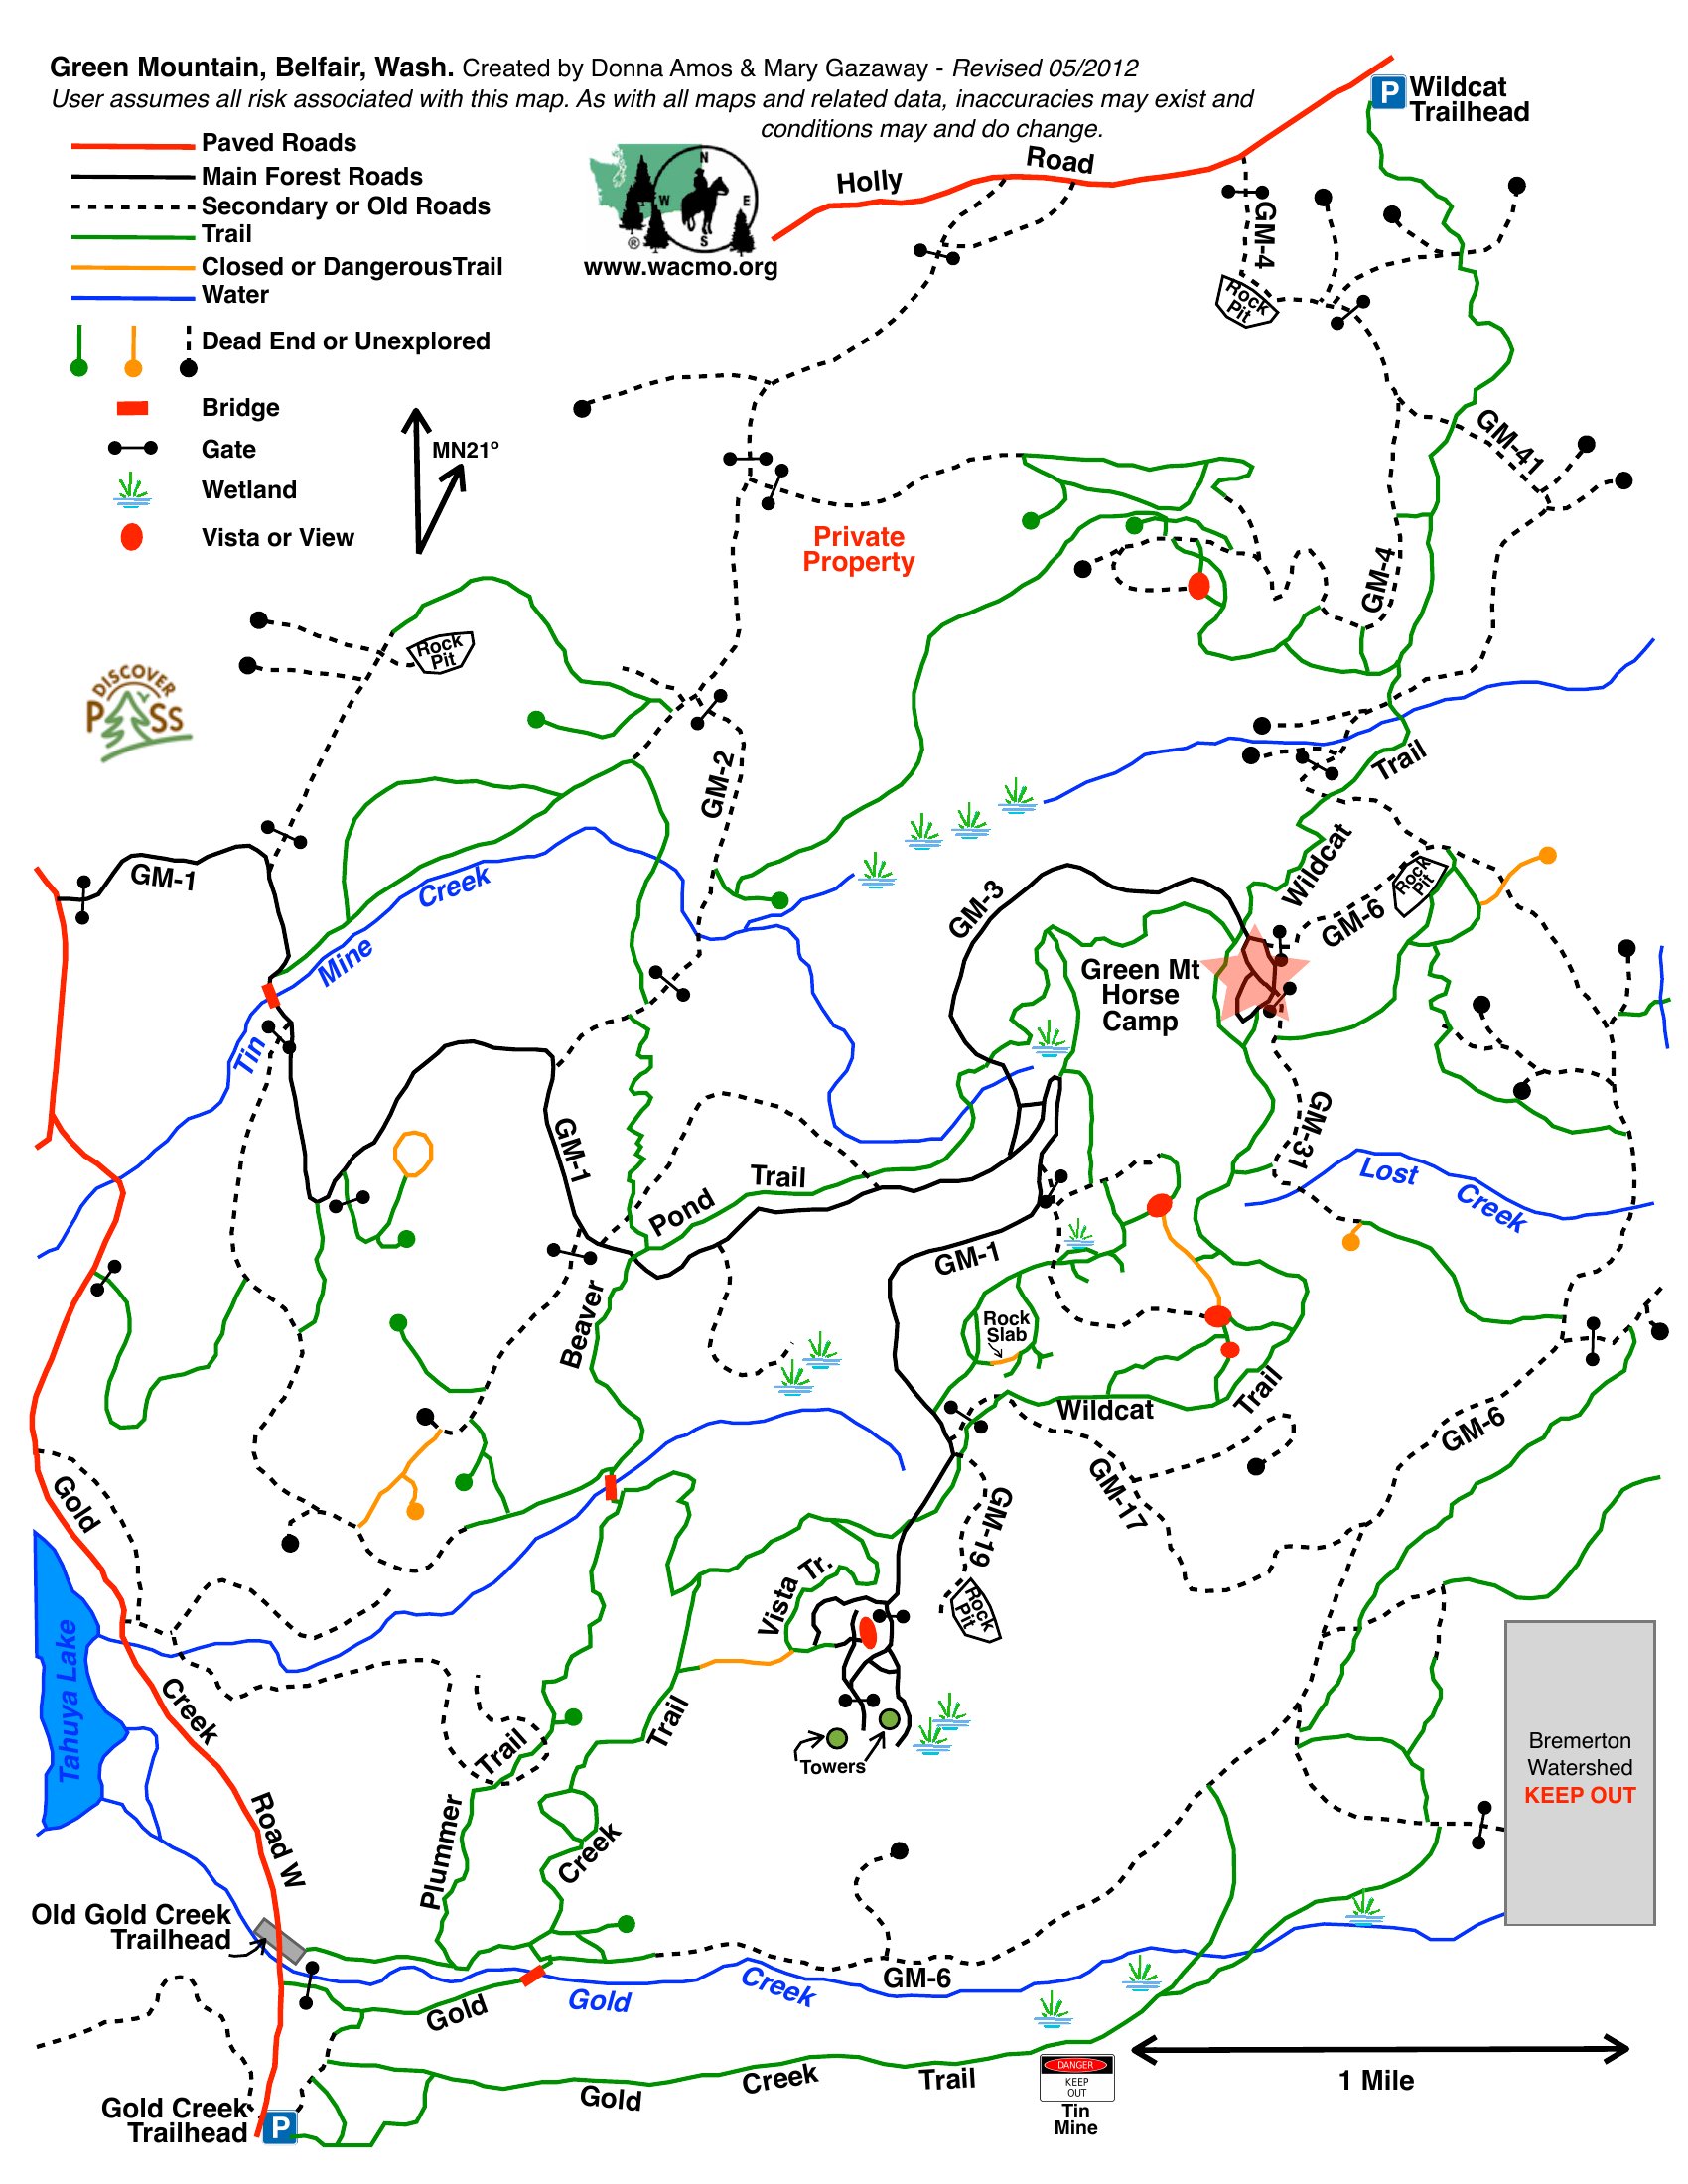 Green Mountain, Belfair, Wash. Created by Donna Amos & Mary Gazaway - Revised 05/2012
User assumes all risk associated with this map. As with all maps and related data, inaccuracies may exist and
conditions may and do change.
Paved Roads
Main Forest Roads
Secondary or Old Roads
Trail
Closed or DangerousTrail
Water
Dead End or Unexplored
Bridge
Gate
Wetland
Vista or View
MN21º
N
W
E
S
®
www.wacmo.org
Holly
Road
P
Wildcat
Trailhead
GM-4
Rock
Pit
GM-41
Private
Property
GM-4
Rock
Pit
DISCOVER
PASS
GM-2
Trail
Wildcat
GM-1
Creek
Mine
Tin
GM-3
GM-6
Rock
Pit
Green Mt
Horse
Camp
GM-1
GM-31
Lost
Creek
Trail
Pond
GM-1
Beaver
Rock
Slab
Wildcat
Trail
GM-6
GM-17
GM-19
Gold
Vista Tr.
Rock
Pit
Tahuya Lake
Creek
Trail
Trail
Towers
Bremerton
Watershed
KEEP OUT
Road W
Plummer
Creek
Old Gold Creek
Trailhead
GM-6
Gold
Gold
Creek
DANGER
KEEP
OUT
Tin
Mine
1 Mile
Gold
Creek
Trail
Gold Creek
Trailhead
P